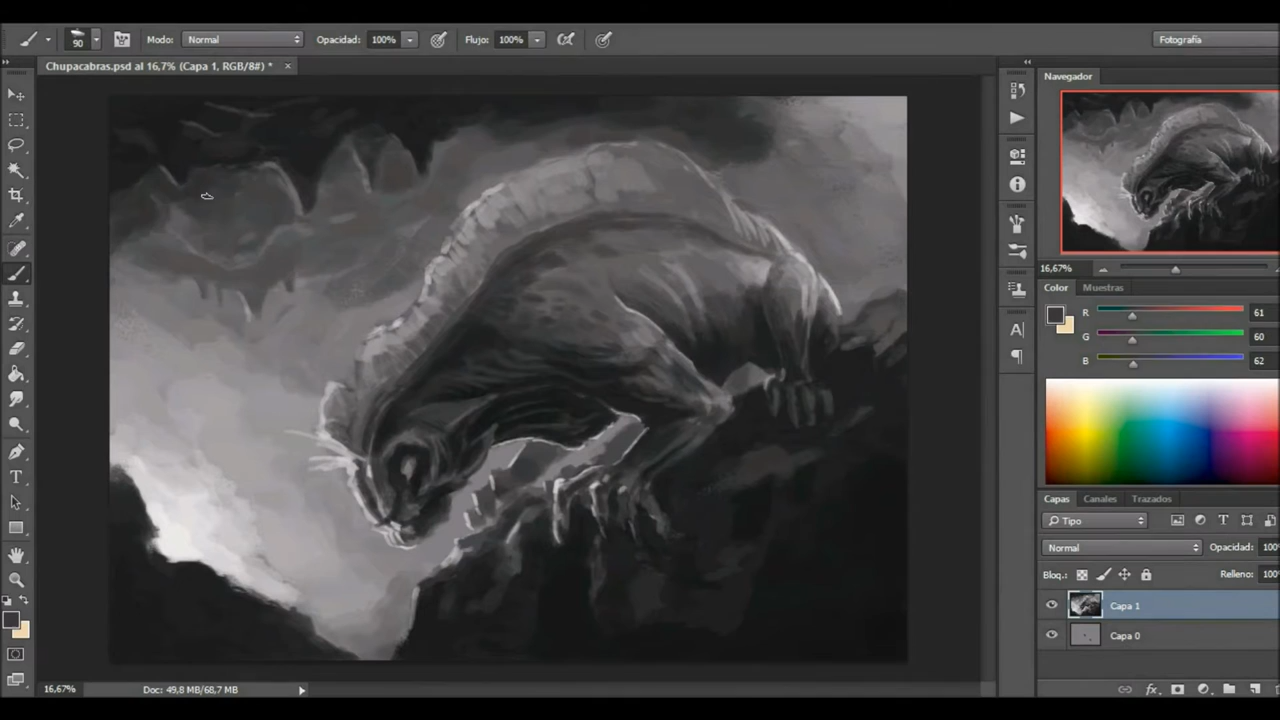 90 Modo: Normal Opacidad: 100% Flujo: 100% Fotografía
Chupacabras.psd al 16,7% (Capa 1, RGB/8#) * ×
Navegador
16,67%
Color Muestras
R 61
G 60
B 62
Capas Canales Trazados
Tipo
Normal Opacidad: 100
Bloq.: Relleno: 100
Capa 1
Capa 0
16,67% Doc: 49,8 MB/68,7 MB